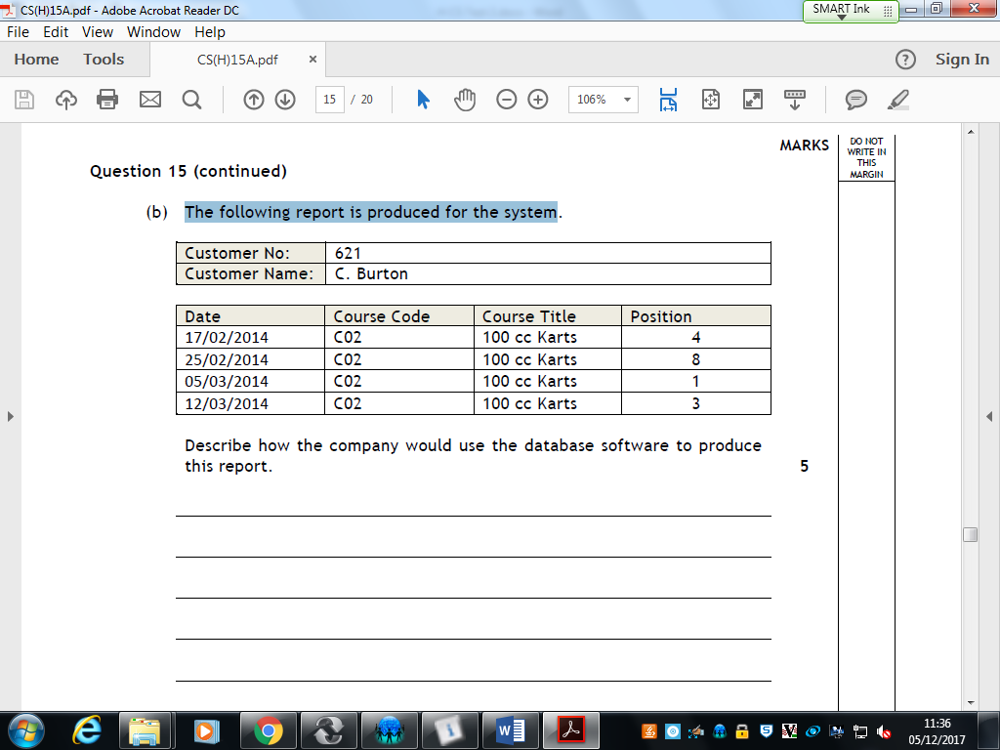 CS(H)15A.pdf - Adobe Acrobat Reader DC
SMART Ink
File Edit View Window Help
Home Tools CS(H)15A.pdf × Sign In
15 / 20 106%
MARKS
DO NOT
WRITE IN
THIS
MARGIN
Question 15 (continued)
(b) The following report is produced for the system.
Customer No: 621
Customer Name: C. Burton
Date Course Code Course Title Position
17/02/2014 C02 100 cc Karts 4
25/02/2014 C02 100 cc Karts 8
05/03/2014 C02 100 cc Karts 1
12/03/2014 C02 100 cc Karts 3
Describe how the company would use the database software to produce
this report. 5
11:36
05/12/2017